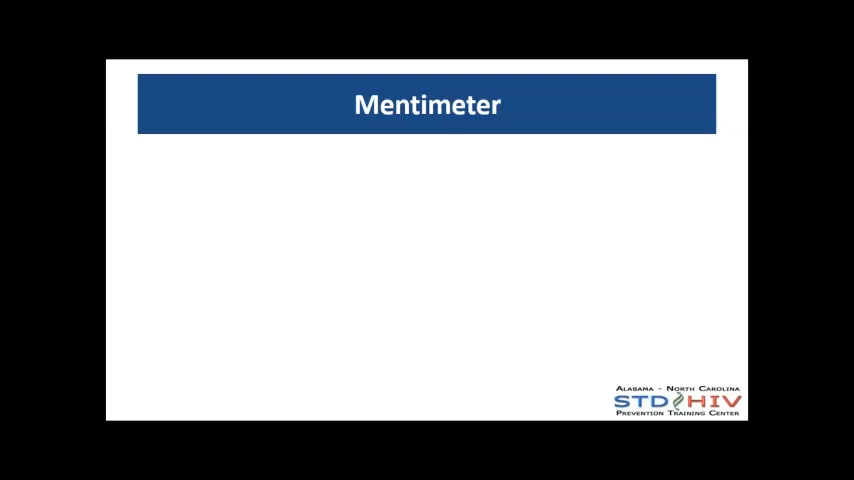 Mentimeter
Alabama - North Carolina
STD HIV
Prevention Training Center